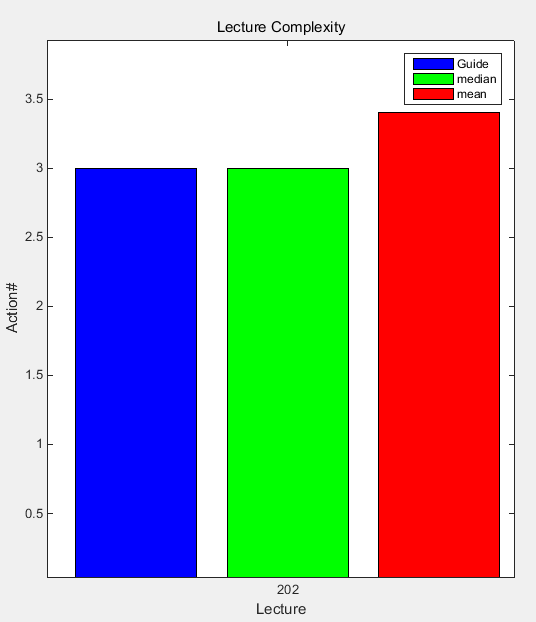 Lecture Complexity
Guide
median
mean
3.5
3
2.5
2
1.5
1
0.5
Action#
202
Lecture